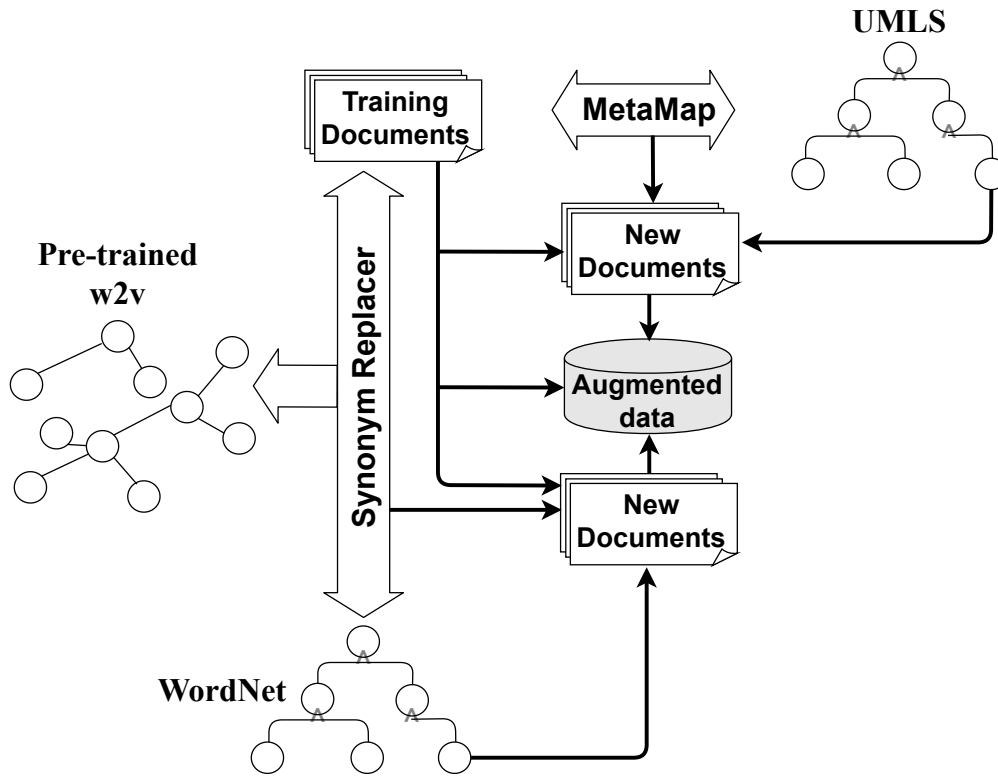 UMLS
Training
Documents
MetaMap
New
Documents
Pre-trained
w2v
Synonym Replacer
Augmented
data
New
Documents
WordNet